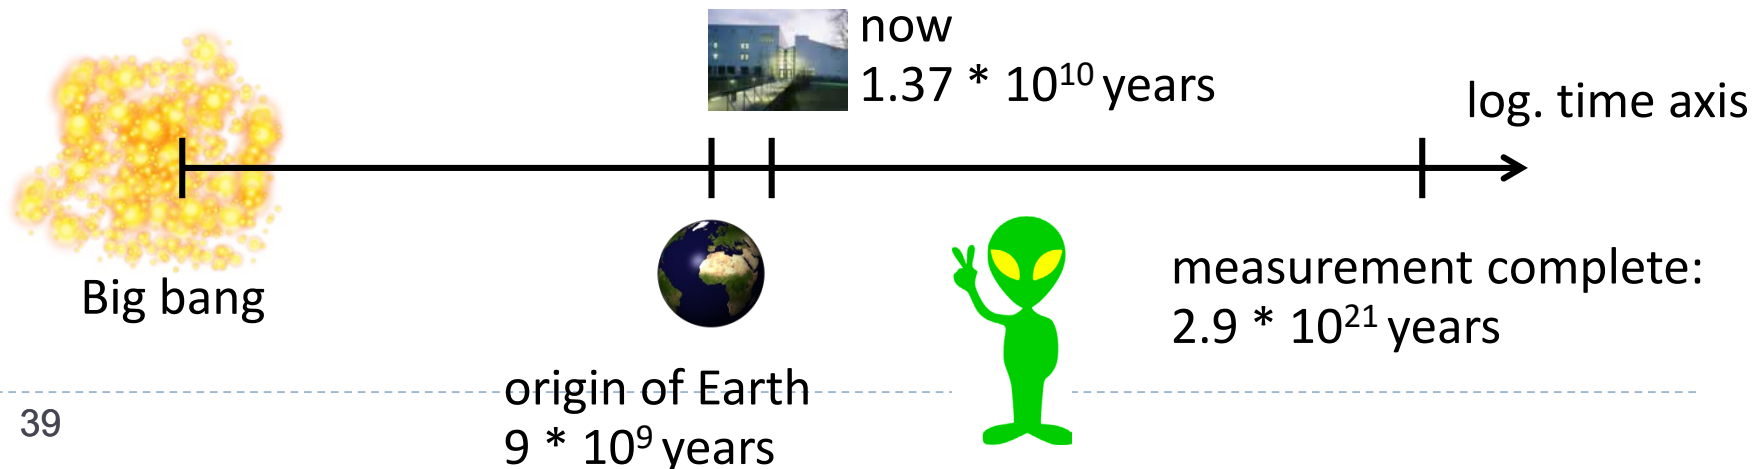 now
1.37 * 10¹⁰ years
log. time axis
Big bang
measurement complete:
2.9 * 10²¹ years
origin of Earth
9 * 10⁹ years
39